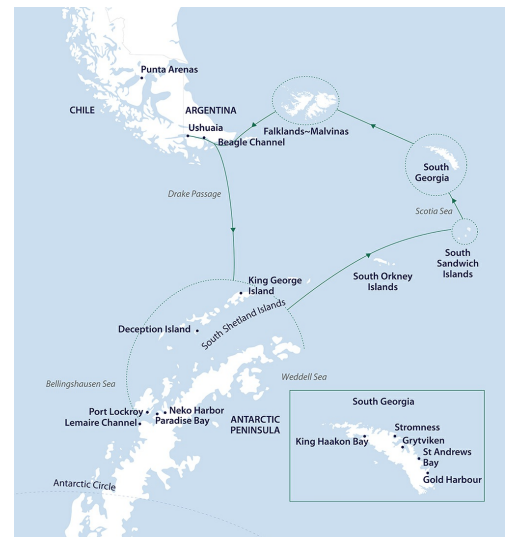 Punta Arenas
CHILE
ARGENTINA
Ushuaia
Beagle Channel
Falklands~Malvinas
South
Georgia
Drake Passage
Scotia Sea
South
Sandwich
Islands
South Orkney
Islands
King George
Island
South Shetland Islands
Deception Island
Weddell Sea
Bellingshausen Sea
Port Lockroy
Neko Harbor
Lemaire Channel
Paradise Bay
ANTARCTIC
PENINSULA
Antarctic Circle
South Georgia
Stromness
King Haakon Bay
Grytviken
St Andrews
Bay
Gold Harbour